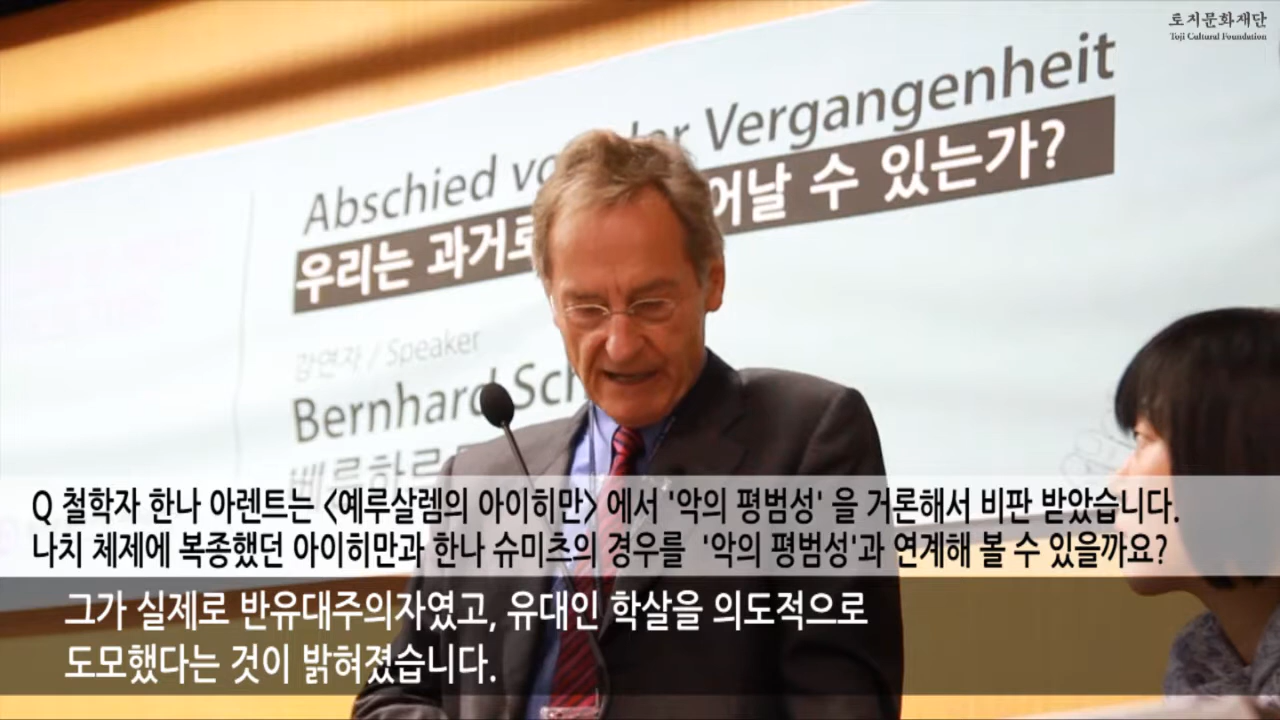 토지문화재단
Toji Cultural Foundation
Abschied vo der Vergangenheit
우리는 과거로 어날 수 있는가?
강연자 / Speaker
Bernhard Sch
베른하르
Q 철학자 한나 아렌트는 <예루살렘의 아이히만> 에서 '악의 평범성' 을 거론해서 비판 받았습니다.
나치 체제에 복종했던 아이히만과 한나 슈미츠의 경우를 '악의 평범성'과 연계해 볼 수 있을까요?
그가 실제로 반유대주의자였고, 유대인 학살을 의도적으로
도모했다는 것이 밝혀졌습니다.